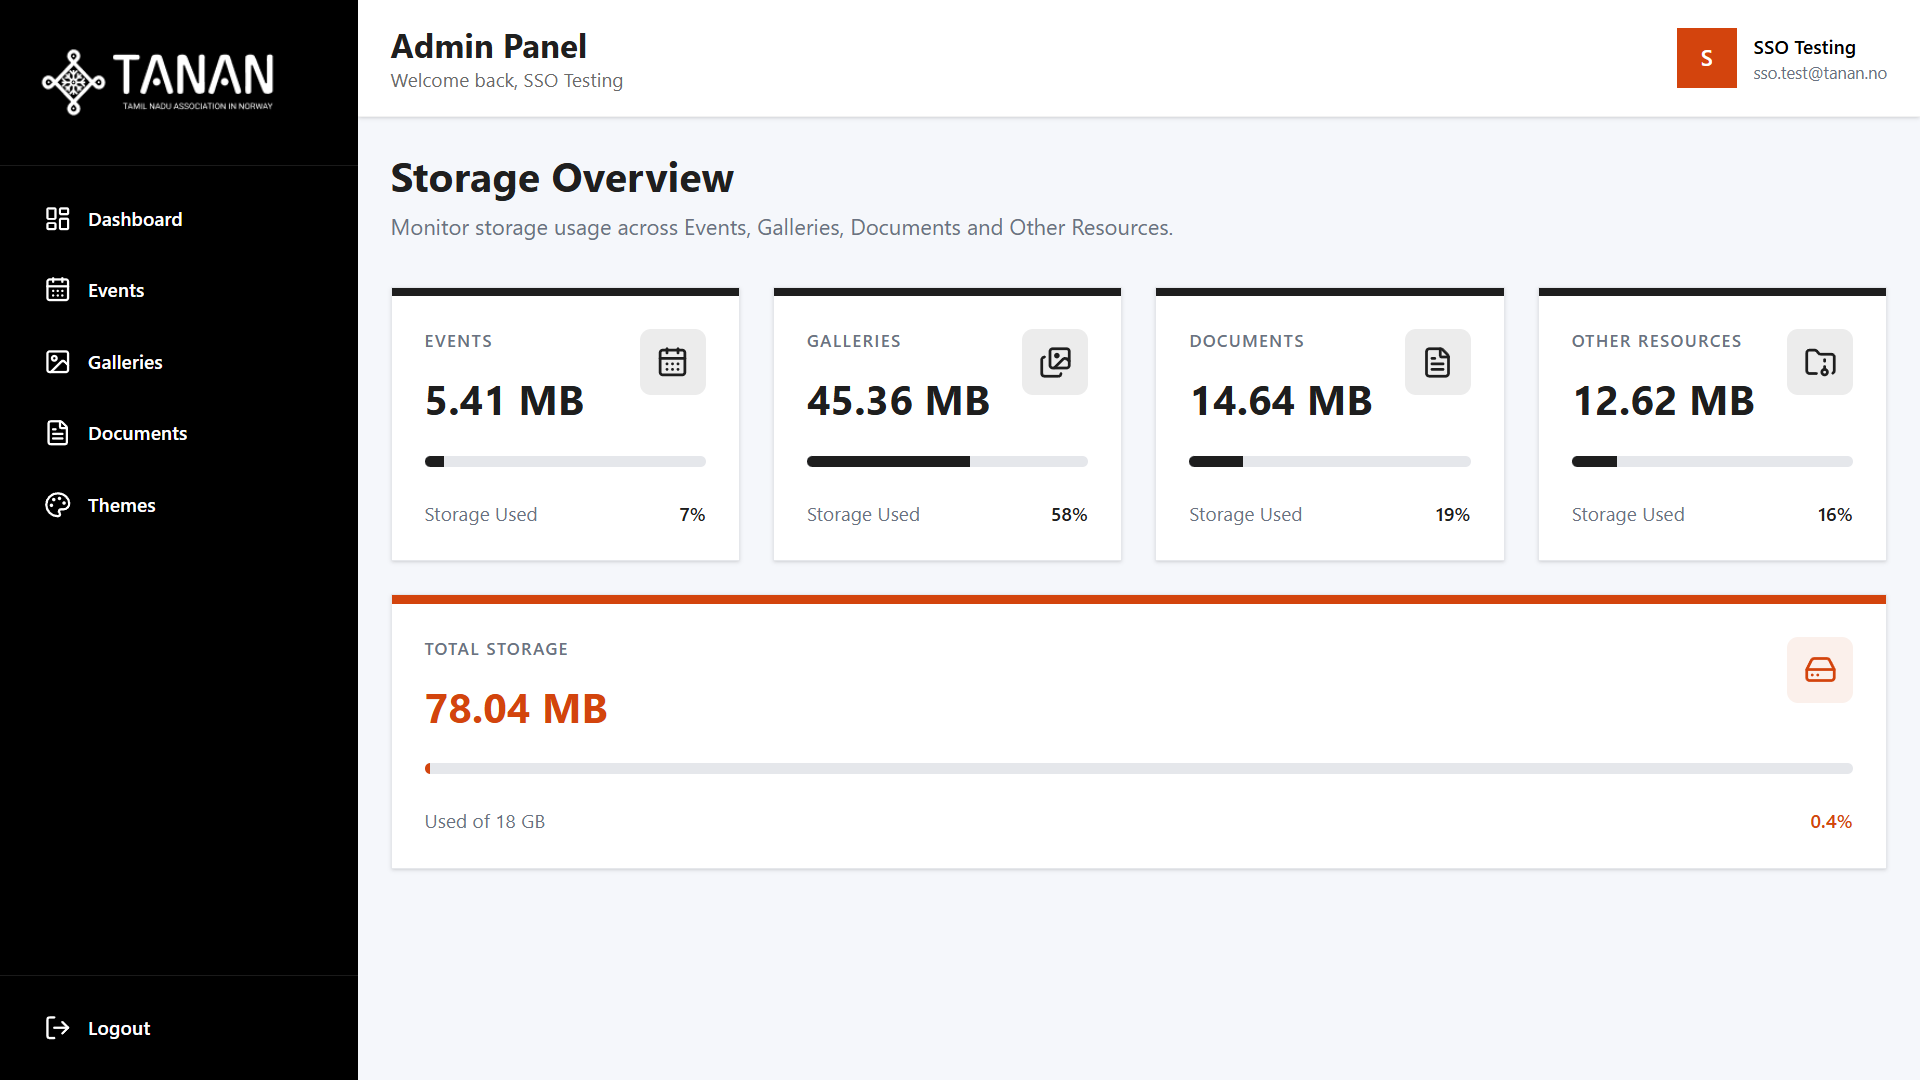 TANAN
TAMIL NADU ASSOCIATION IN NORWAY
Dashboard
Events
Galleries
Documents
Themes
Logout
Admin Panel
Welcome back, SSO Testing
S
SSO Testing
sso.test@tanan.no
Storage Overview
Monitor storage usage across Events, Galleries, Documents and Other Resources.
EVENTS
5.41 MB
Storage Used 7%
GALLERIES
45.36 MB
Storage Used 58%
DOCUMENTS
14.64 MB
Storage Used 19%
OTHER RESOURCES
12.62 MB
Storage Used 16%
TOTAL STORAGE
78.04 MB
Used of 18 GB 0.4%